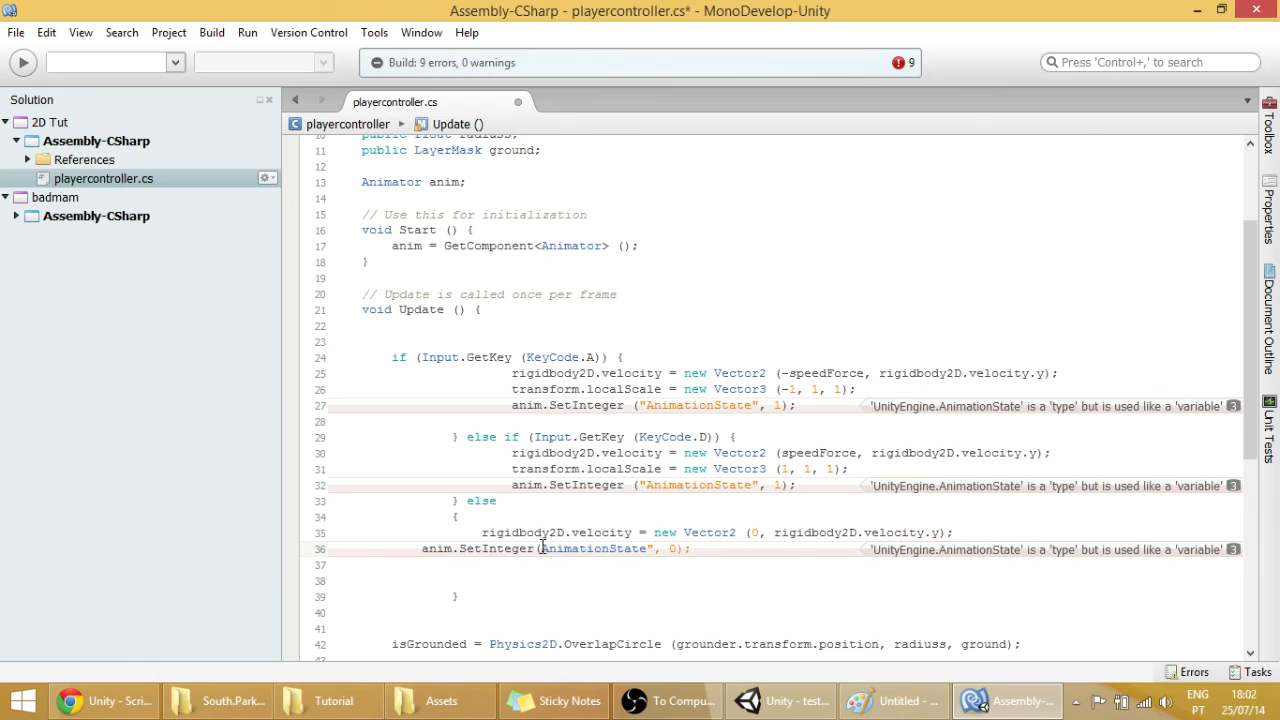 Assembly-CSharp - playercontroller.cs* - MonoDevelop-Unity
File Edit View Search Project Build Run Version Control Tools Window Help
Build: 9 errors, 0 warnings
9
Press 'Control+,' to search
Solution
playercontroller.cs
2D Tut
playercontroller
Update ()
Assembly-CSharp
References
playercontroller.cs
badmam
Assembly-CSharp
10 public float radiuss;
11 public LayerMask ground;
12
13 Animator anim;
14
15 // Use this for initialization
16 void Start () {
17 anim = GetComponent<Animator> ();
18 }
19
20 // Update is called once per frame
21 void Update () {
22
23
24 if (Input.GetKey (KeyCode.A)) {
25 rigidbody2D.velocity = new Vector2 (-speedForce, rigidbody2D.velocity.y);
26 transform.localScale = new Vector3 (-1, 1, 1);
27 anim.SetInteger ("AnimationState", 1); 'UnityEngine.AnimationState' is a 'type' but is used like a 'variable' 3
28
29 } else if (Input.GetKey (KeyCode.D)) {
30 rigidbody2D.velocity = new Vector2 (speedForce, rigidbody2D.velocity.y);
31 transform.localScale = new Vector3 (1, 1, 1);
32 anim.SetInteger ("AnimationState", 1); 'UnityEngine.AnimationState' is a 'type' but is used like a 'variable' 3
33 } else
34 {
35 rigidbody2D.velocity = new Vector2 (0, rigidbody2D.velocity.y);
36 anim.SetInteger(AnimationState", 0); 'UnityEngine.AnimationState' is a 'type' but is used like a 'variable' 3
37
38
39 }
40
41
42 isGrounded = Physics2D.OverlapCircle (grounder.transform.position, radiuss, ground);
43
Toolbox
Properties
Document Outline
Unit Tests
Errors
Tasks
Unity - Scri...
South.Park...
Tutorial
Assets
Sticky Notes
To Compu...
Unity - test...
Untitled - ...
Assembly-...
ENG
PT
18:02
25/07/14